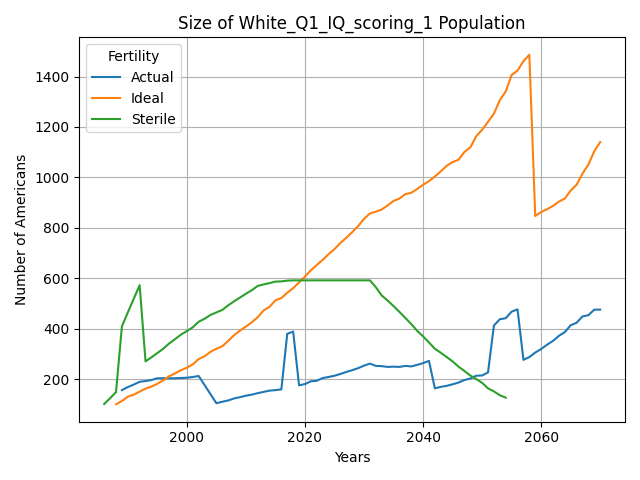 Size of White_Q1_IQ_scoring_1 Population
Fertility
Actual
Ideal
Sterile
Number of Americans
1400
1200
1000
800
600
400
200
2000
2020
2040
2060
Years